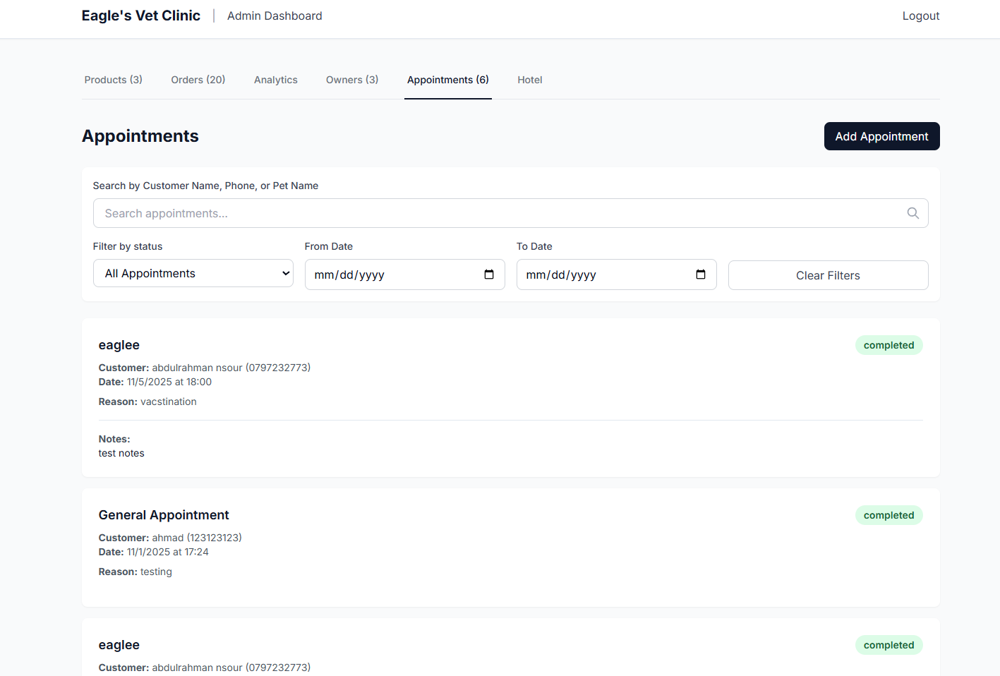 Eagle's Vet Clinic | Admin Dashboard Logout
Products (3) Orders (20) Analytics Owners (3) Appointments (6) Hotel
Appointments Add Appointment
Search by Customer Name, Phone, or Pet Name
Search appointments...
Filter by status From Date To Date
All Appointments mm/dd/yyyy mm/dd/yyyy Clear Filters
eaglee completed
Customer: abdulrahman nsour (0797232773)
Date: 11/5/2025 at 18:00
Reason: vacstination
Notes:
test notes
General Appointment completed
Customer: ahmad (123123123)
Date: 11/1/2025 at 17:24
Reason: testing
eaglee completed
Customer: abdulrahman nsour (0797232773)